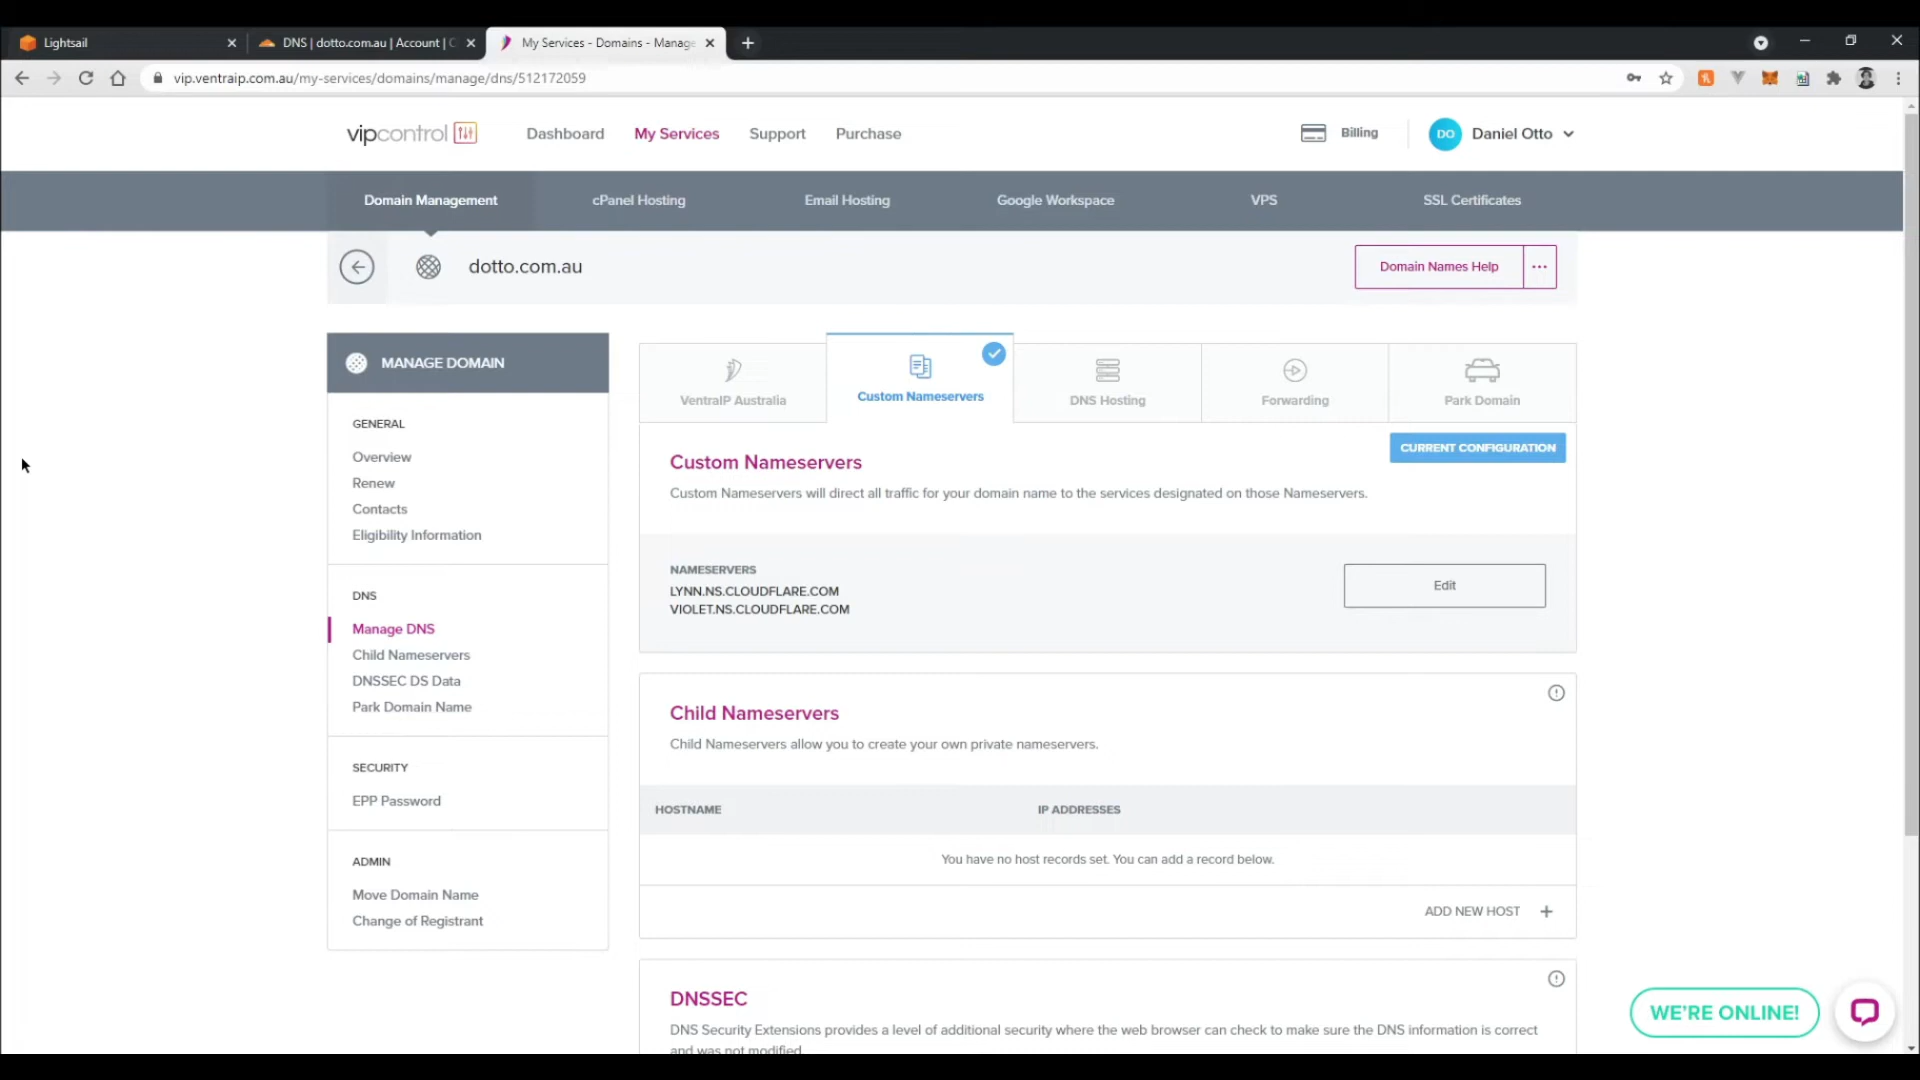 Lightsail
DNS | dotto.com.au | Account | C
My Services - Domains - Manage
vip.ventraip.com.au/my-services/domains/manage/dns/512172059
vipcontrol
Dashboard
My Services
Support
Purchase
Billing
DO
Daniel Otto
Domain Management
cPanel Hosting
Email Hosting
Google Workspace
VPS
SSL Certificates
dotto.com.au
Domain Names Help
...
MANAGE DOMAIN
GENERAL
Overview
Renew
Contacts
Eligibility Information
DNS
Manage DNS
Child Nameservers
DNSSEC DS Data
Park Domain Name
SECURITY
EPP Password
ADMIN
Move Domain Name
Change of Registrant
VentraIP Australia
Custom Nameservers
DNS Hosting
Forwarding
Park Domain
CURRENT CONFIGURATION
Custom Nameservers
Custom Nameservers will direct all traffic for your domain name to the services designated on those Nameservers.
NAMESERVERS
LYNN.NS.CLOUDFLARE.COM
VIOLET.NS.CLOUDFLARE.COM
Edit
Child Nameservers
Child Nameservers allow you to create your own private nameservers.
HOSTNAME
IP ADDRESSES
You have no host records set. You can add a record below.
ADD NEW HOST +
DNSSEC
DNS Security Extensions provides a level of additional security where the web browser can check to make sure the DNS information is correct
and was not modified.
WE'RE ONLINE!